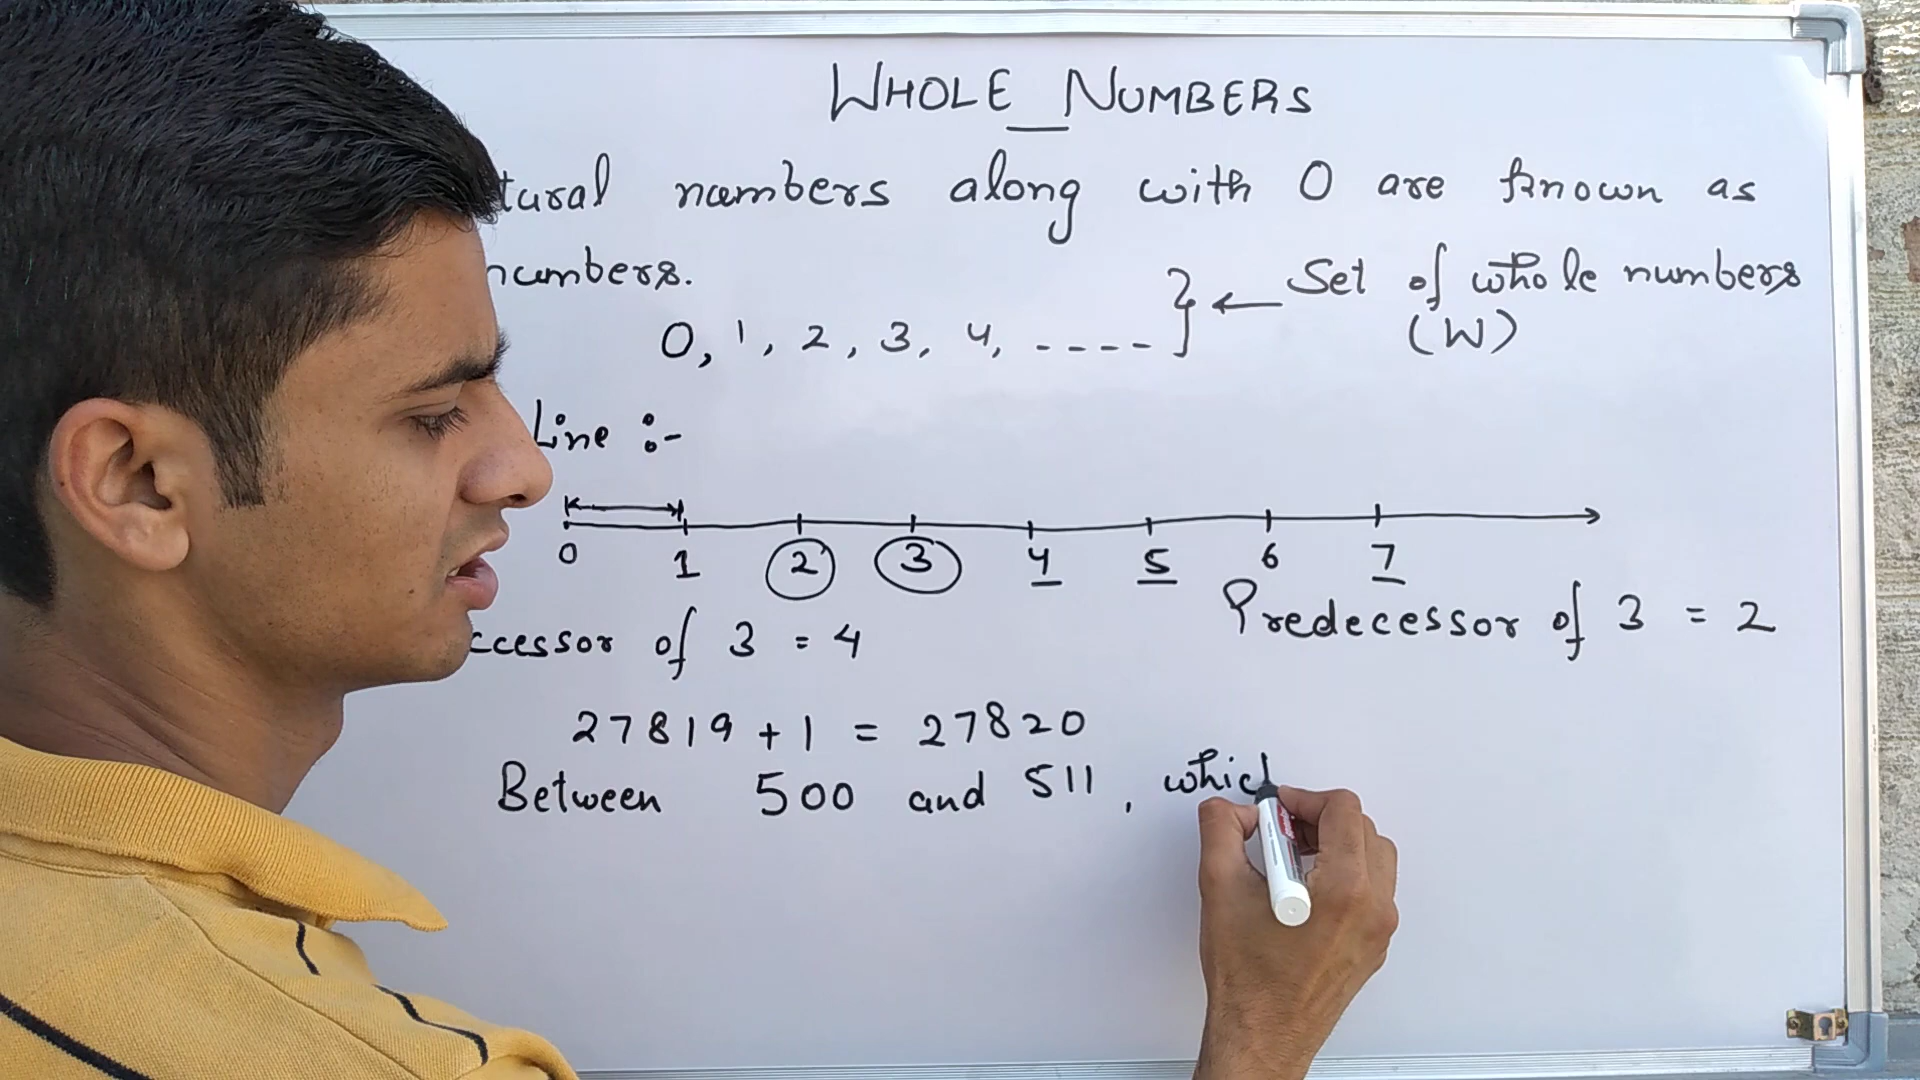 WHOLE NUMBERS
tural numbers along with 0 are known as
numbers.
0, 1, 2, 3, 4, ---- } ← Set of whole numbers
(W)
Line :-
0 1 2 3 4 5 6 7
ccessor of 3 = 4
Predecessor of 3 = 2
27819 + 1 = 27820
Between 500 and 511, which